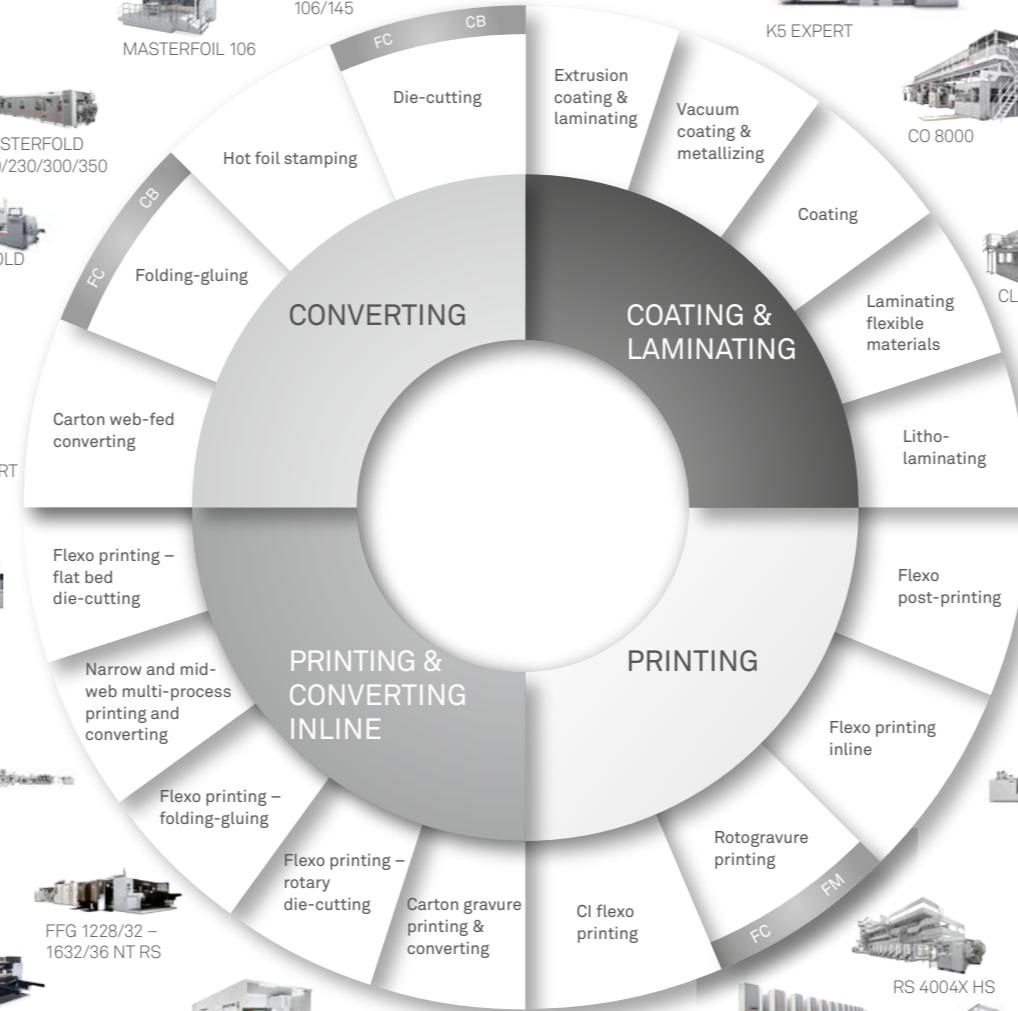 106/145
MASTERFOIL 106
K5 EXPERT
CO 8000
FC
CB
Die-cutting
Extrusion
coating &
laminating
Vacuum
coating &
metallizing
Hot foil stamping
STERFOLD
0/230/300/350
OLD
CB
FC
Folding-gluing
Coating
CL
Laminating
flexible
materials
CONVERTING
COATING &
LAMINATING
Carton web-fed
converting
Litho-
laminating
RT
Flexo printing –
flat bed
die-cutting
Flexo
post-printing
Narrow and mid-
web multi-process
printing and
converting
PRINTING &
CONVERTING
INLINE
PRINTING
Flexo printing
inline
Flexo printing –
folding-gluing
Rotogravure
printing
FM
FC
Flexo printing –
rotary
die-cutting
Carton gravure
printing &
converting
CI flexo
printing
FFG 1228/32 –
1632/36 NT RS
RS 4004X HS